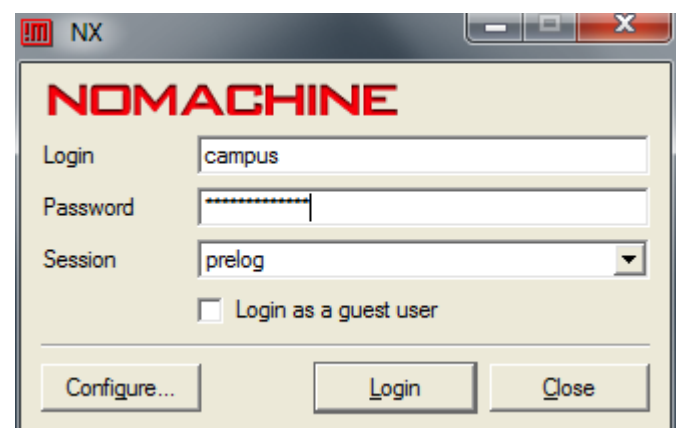 !M NX
NOMACHINE
Login campus
Password *************
Session prelog
Login as a guest user
Configure... Login Close